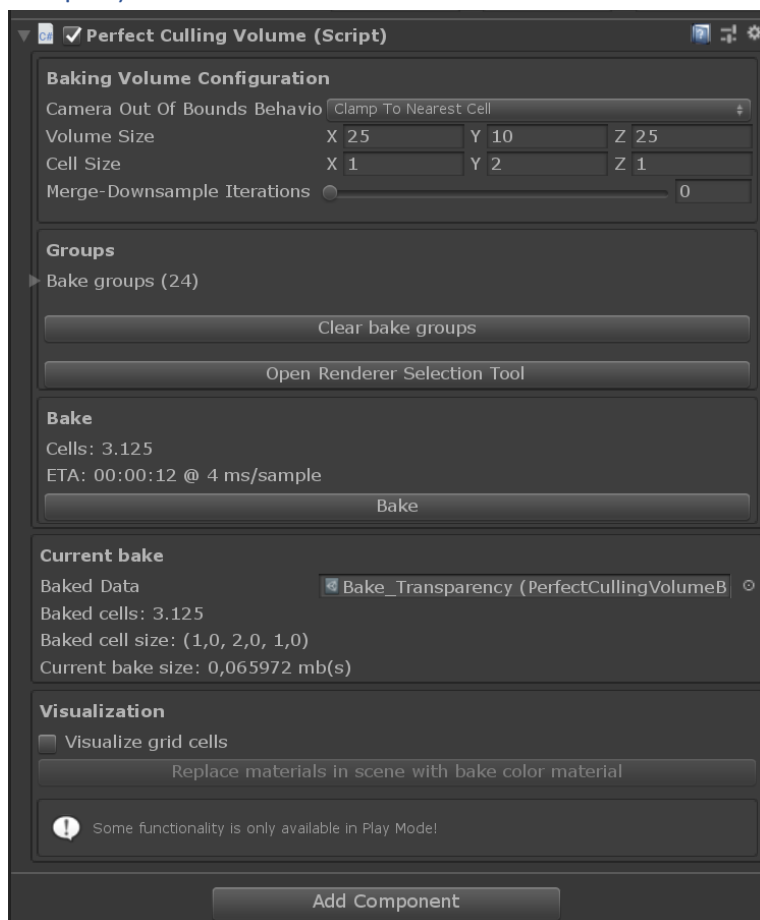 Perfect Culling Volume (Script)
Baking Volume Configuration
Camera Out Of Bounds Behavio Clamp To Nearest Cell
Volume Size X 25 Y 10 Z 25
Cell Size X 1 Y 2 Z 1
Merge-Downsample Iterations 0
Groups
Bake groups (24)
Clear bake groups
Open Renderer Selection Tool
Bake
Cells: 3.125
ETA: 00:00:12 @ 4 ms/sample
Bake
Current bake
Baked Data Bake_Transparency (PerfectCullingVolumeB
Baked cells: 3.125
Baked cell size: (1,0, 2,0, 1,0)
Current bake size: 0,065972 mb(s)
Visualization
Visualize grid cells
Replace materials in scene with bake color material
Some functionality is only available in Play Mode!
Add Component